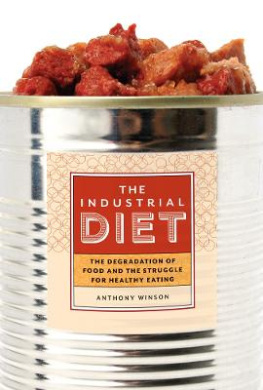 THE
INDUSTRIAL
DIET
THE DEGRADATION OF
FOOD AND THE STRUGGLE
FOR HEALTHY EATING
ANTHONY WINSON